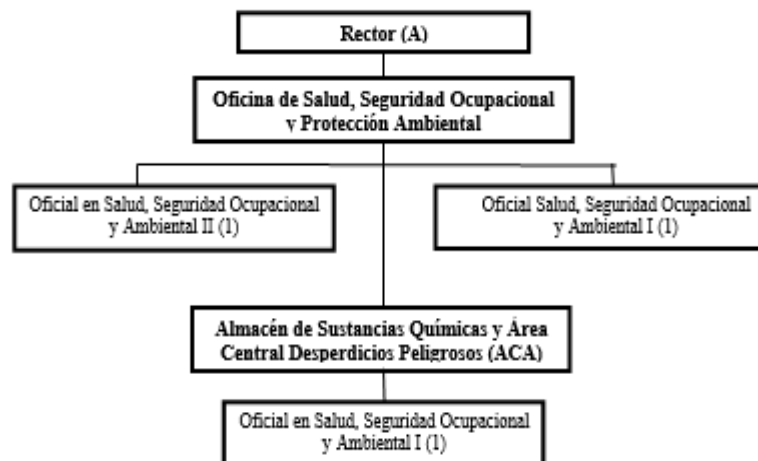 Rector (A)
Oficina de Salud, Seguridad Ocupacional
y Protección Ambiental
Oficial en Salud, Seguridad Ocupacional
y Ambiental II (1)
Oficial Salud, Seguridad Ocupacional
y Ambiental I (1)
Almacén de Sustancias Químicas y Área
Central Desperdicios Peligrosos (ACA)
Oficial en Salud, Seguridad Ocupacional
y Ambiental I (1)